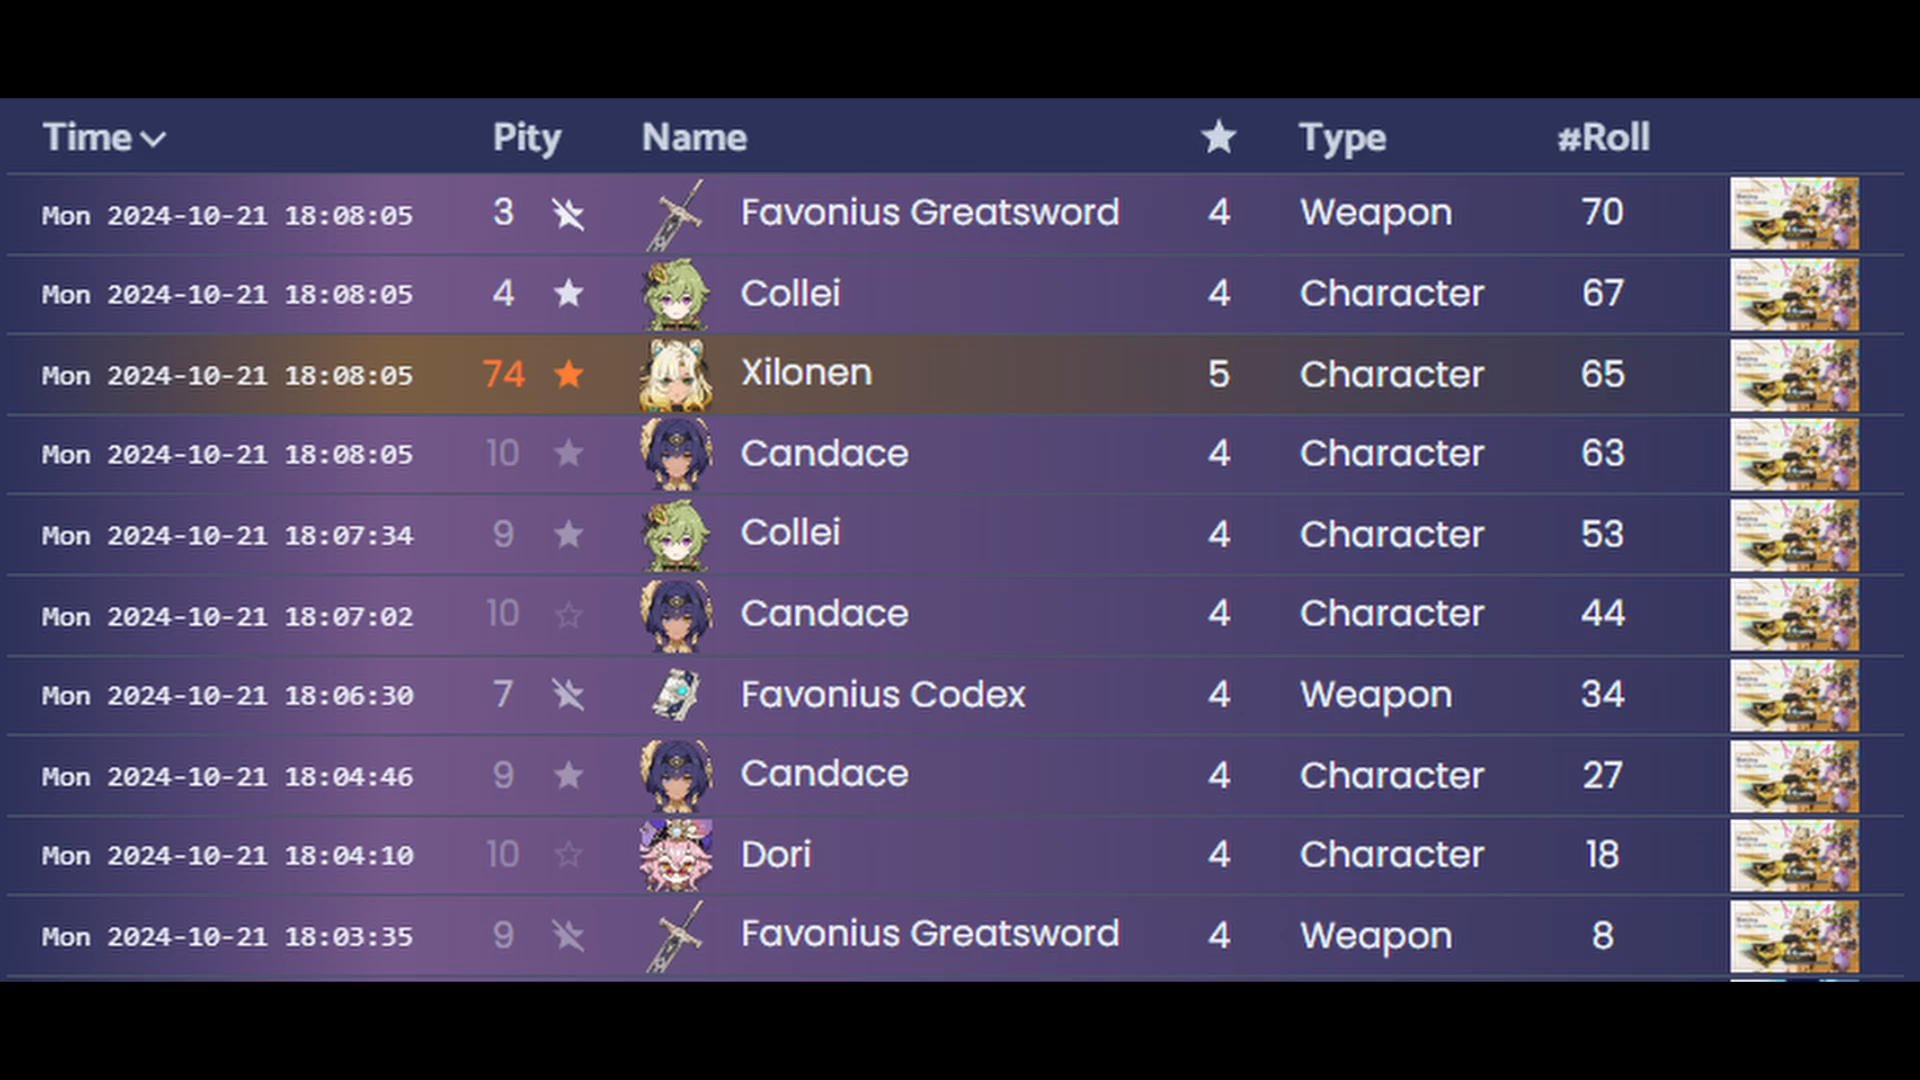 Time Pity Name ★ Type #Roll
Mon 2024-10-21 18:08:05 3 Favonius Greatsword 4 Weapon 70
Mon 2024-10-21 18:08:05 4 Collei 4 Character 67
Mon 2024-10-21 18:08:05 74 Xilonen 5 Character 65
Mon 2024-10-21 18:08:05 10 Candace 4 Character 63
Mon 2024-10-21 18:07:34 9 Collei 4 Character 53
Mon 2024-10-21 18:07:02 10 Candace 4 Character 44
Mon 2024-10-21 18:06:30 7 Favonius Codex 4 Weapon 34
Mon 2024-10-21 18:04:46 9 Candace 4 Character 27
Mon 2024-10-21 18:04:10 10 Dori 4 Character 18
Mon 2024-10-21 18:03:35 9 Favonius Greatsword 4 Weapon 8